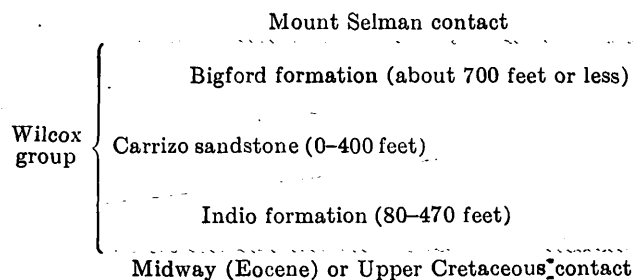 Mount Selman contact
Bigford formation (about 700 feet or less)
Wilcox
group
Carrizo sandstone (0–400 feet)
Indio formation (80–470 feet)
Midway (Eocene) or Upper Cretaceous contact